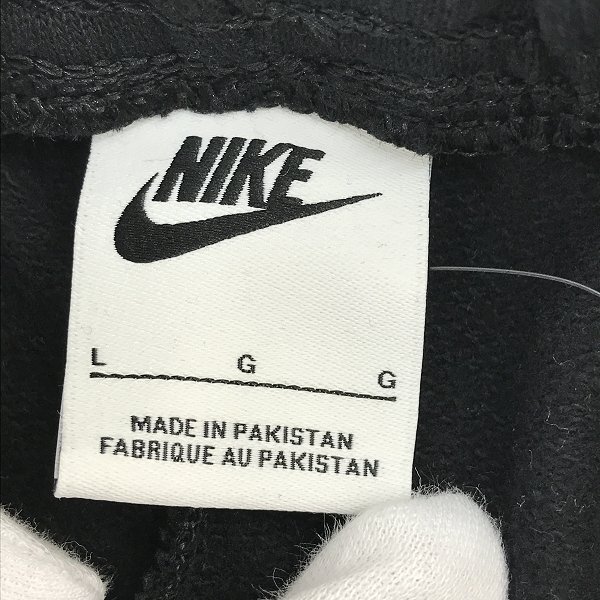 NIKE
L G G
MADE IN PAKISTAN
FABRIQUE AU PAKISTAN